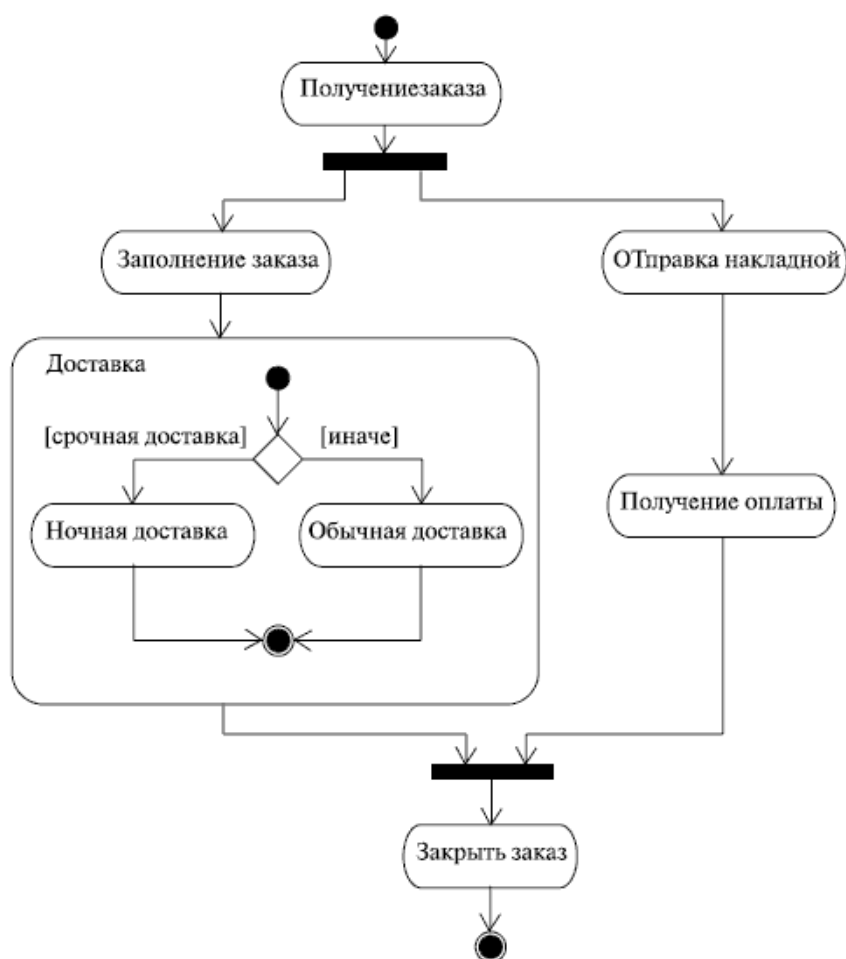 Получениезаказа
Заполнение заказа
ОТправка накладной
Доставка
[срочная доставка]
[иначе]
Ночная доставка
Обычная доставка
Получение оплаты
Закрыть заказ